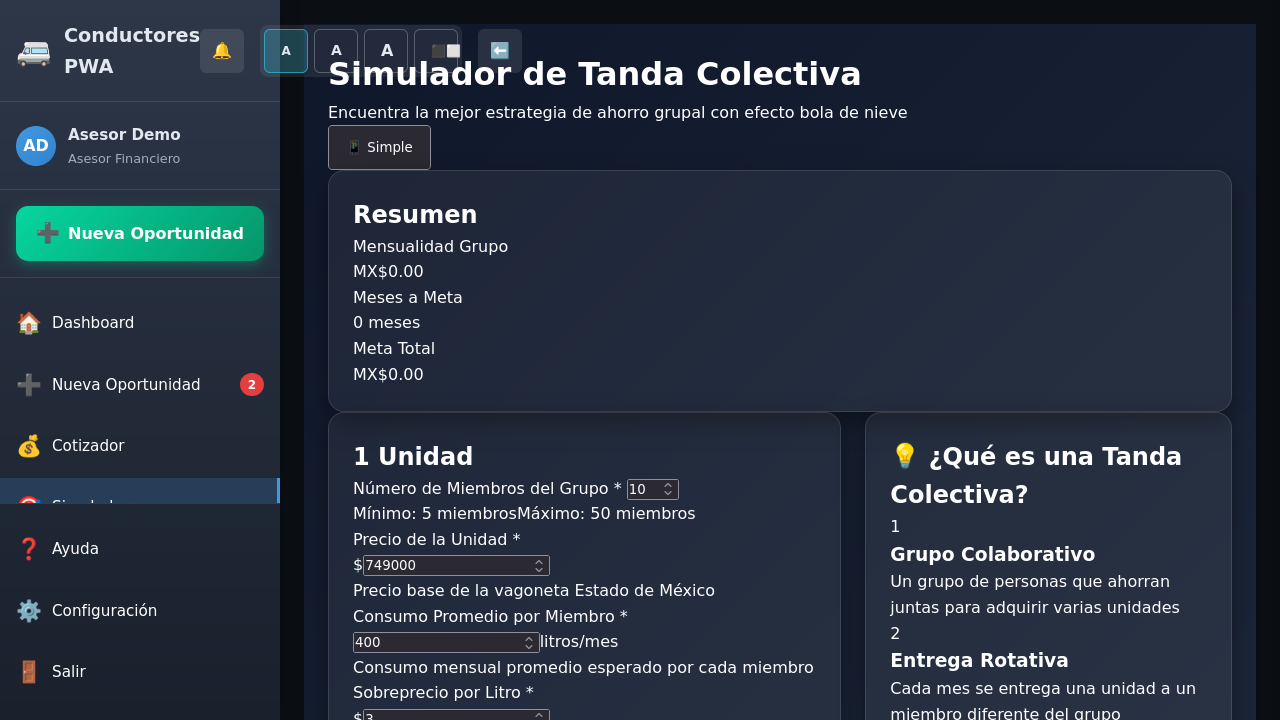 Conductores
PWA
🔔
A
A
A
⬅️
Asesor Demo
AD
Asesor Financiero
➕ Nueva Oportunidad
Dashboard
Nueva Oportunidad 2
Cotizador
Ayuda
Configuración
Salir
Simulador de Tanda Colectiva
Encuentra la mejor estrategia de ahorro grupal con efecto bola de nieve
📱 Simple
Resumen
Mensualidad Grupo
MX$0.00
Meses a Meta
0 meses
Meta Total
MX$0.00
1 Unidad
Número de Miembros del Grupo * 10
Mínimo: 5 miembrosMáximo: 50 miembros
Precio de la Unidad *
$749000
Precio base de la vagoneta Estado de México
Consumo Promedio por Miembro *
400 litros/mes
Consumo mensual promedio esperado por cada miembro
Sobreprecio por Litro *
$3
💡 ¿Qué es una Tanda
Colectiva?
1
Grupo Colaborativo
Un grupo de personas que ahorran
juntas para adquirir varias unidades
2
Entrega Rotativa
Cada mes se entrega una unidad a un
miembro diferente del grupo